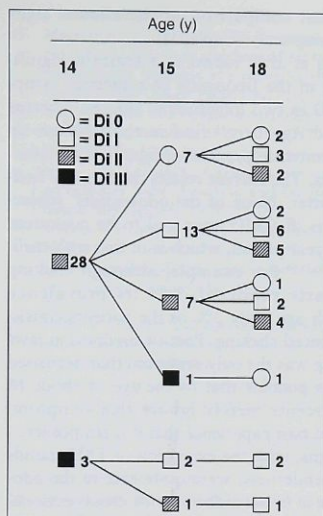 Age (y)
14 15 18
= Di 0
= Di I
= Di II
= Di III
7 2
3
2
13 2
6
5
28
7 1
2
4
1 1
3 2 2
1 1